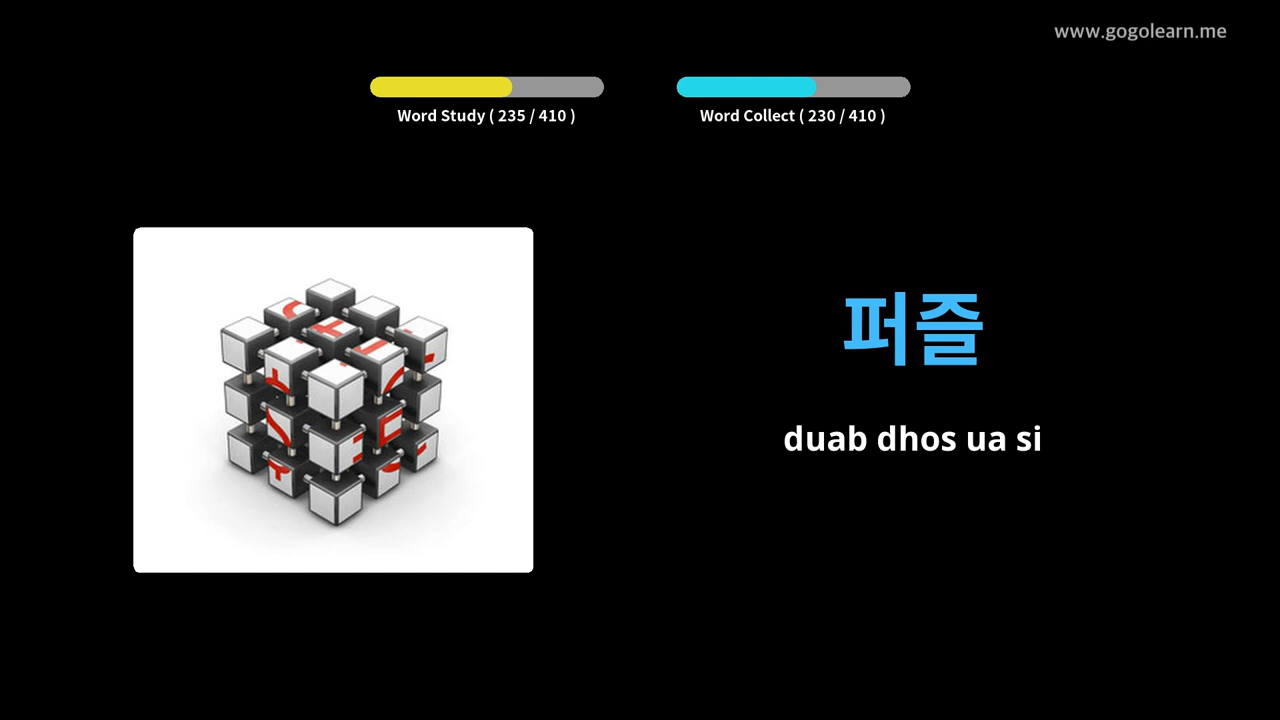 www.gogolearn.me
Word Study ( 235 / 410 )
Word Collect ( 230 / 410 )
퍼즐
duab dhos ua si